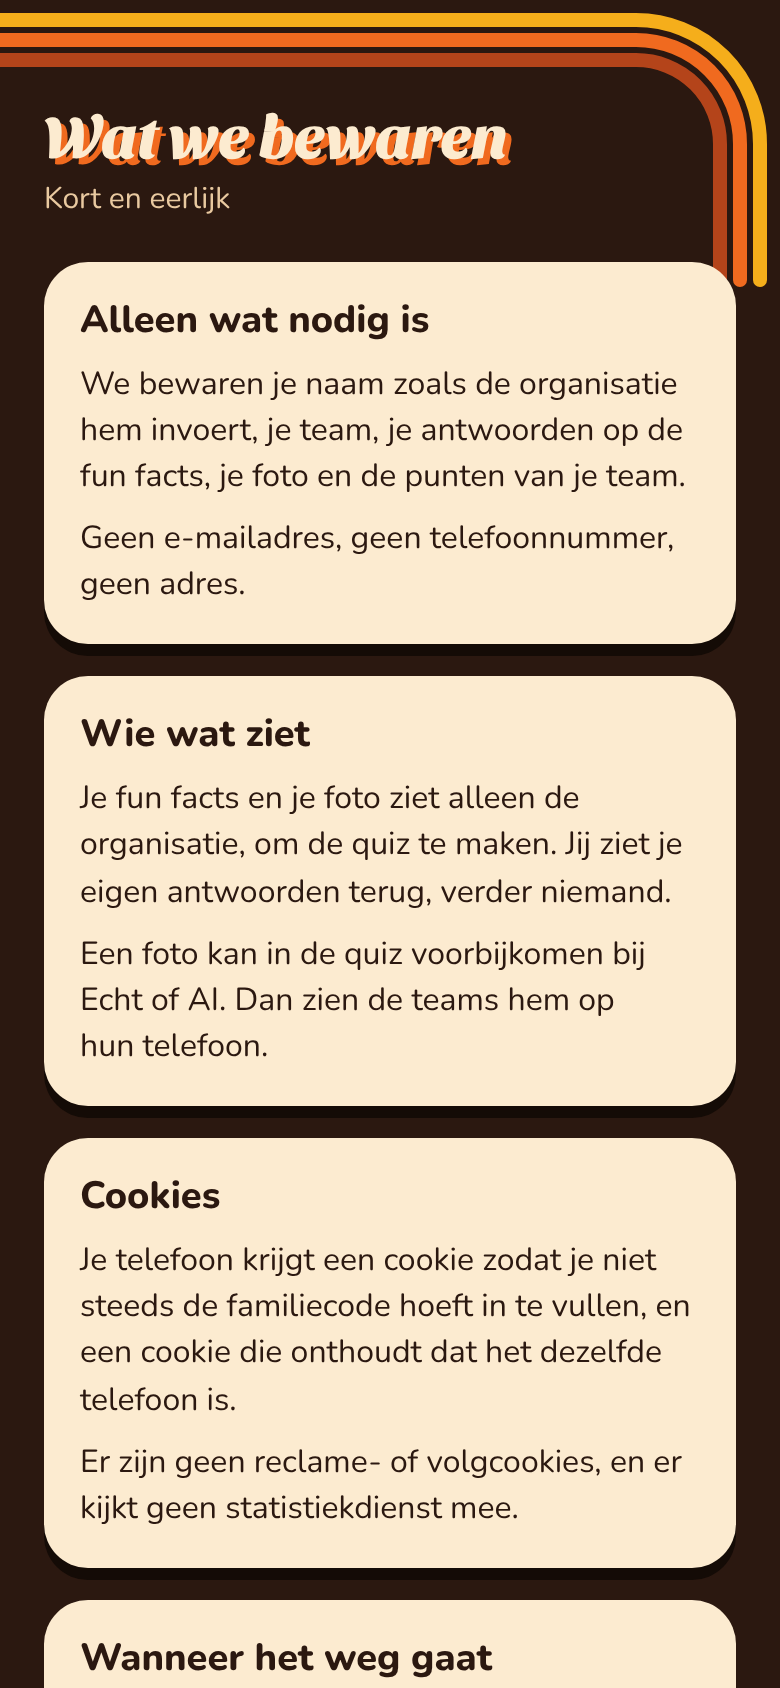 Wat we bewaren
Kort en eerlijk
Alleen wat nodig is
We bewaren je naam zoals de organisatie
hem invoert, je team, je antwoorden op de
fun facts, je foto en de punten van je team.
Geen e-mailadres, geen telefoonnummer,
geen adres.
Wie wat ziet
Je fun facts en je foto ziet alleen de
organisatie, om de quiz te maken. Jij ziet je
eigen antwoorden terug, verder niemand.
Een foto kan in de quiz voorbijkomen bij
Echt of AI. Dan zien de teams hem op
hun telefoon.
Cookies
Je telefoon krijgt een cookie zodat je niet
steeds de familiecode hoeft in te vullen, en
een cookie die onthoudt dat het dezelfde
telefoon is.
Er zijn geen reclame- of volgcookies, en er
kijkt geen statistiekdienst mee.
Wanneer het weg gaat